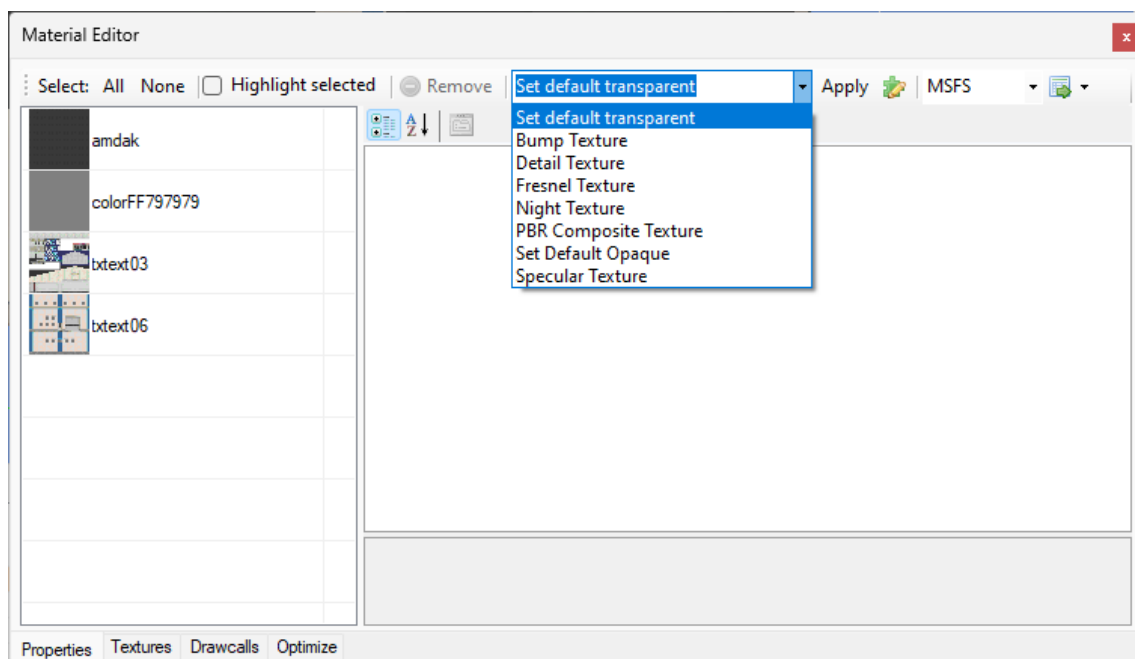 Material Editor
x
Select: All None Highlight selected Remove Set default transparent Apply MSFS
Set default transparent
Bump Texture
Detail Texture
Fresnel Texture
Night Texture
PBR Composite Texture
Set Default Opaque
Specular Texture
A
Z
amdak
colorFF797979
txtext03
txtext06
Properties Textures Drawcalls Optimize